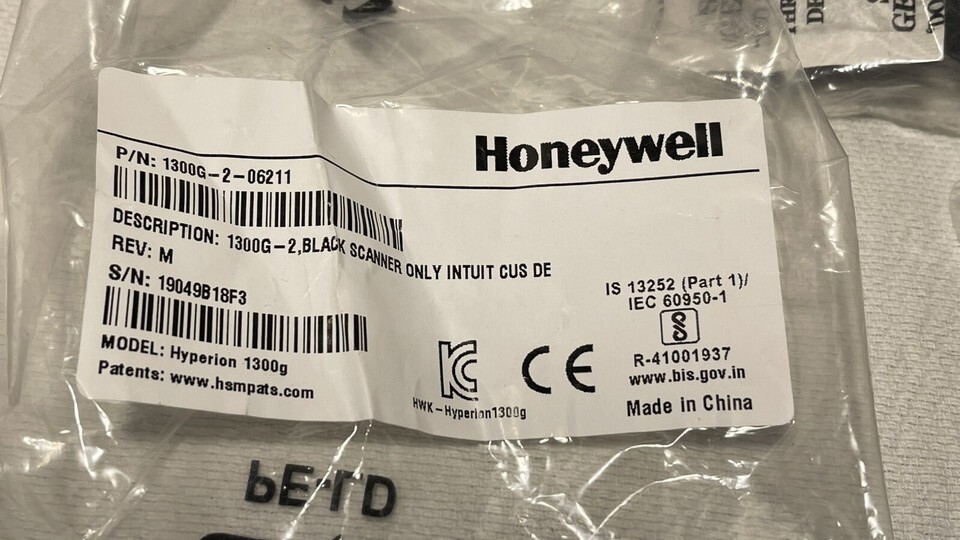 Honeywell
P/N: 1300G-2-06211
DESCRIPTION: 1300G-2,BLACK SCANNER ONLY INTUIT CUS DE
REV: M
S/N: 19049B18F3
MODEL: Hyperion 1300g
Patents: www.hsmpats.com
HWK-Hyperion1300g
CE
IS 13252 (Part 1)/
IEC 60950-1
R-41001937
www.bis.gov.in
Made in China